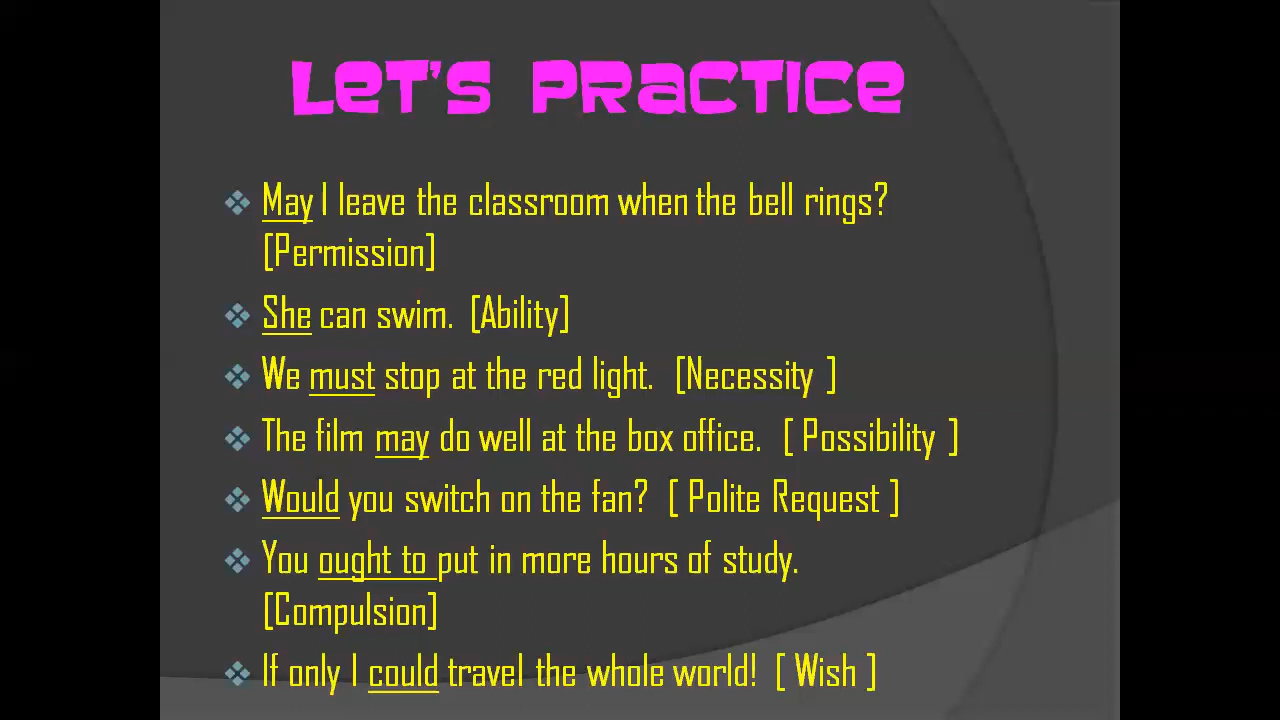 Let's Practice
May I leave the classroom when the bell rings?
[Permission]
She can swim. [Ability]
We must stop at the red light. [Necessity ]
The film may do well at the box office. [ Possibility ]
Would you switch on the fan? [ Polite Request ]
You ought to put in more hours of study.
[Compulsion]
If only I could travel the whole world! [ Wish ]